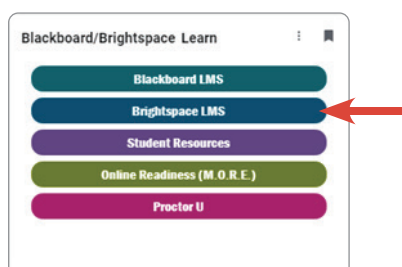 Blackboard/Brightspace Learn
Blackboard LMS
Brightspace LMS
Student Resources
Online Readiness (M.O.R.E.)
Proctor U